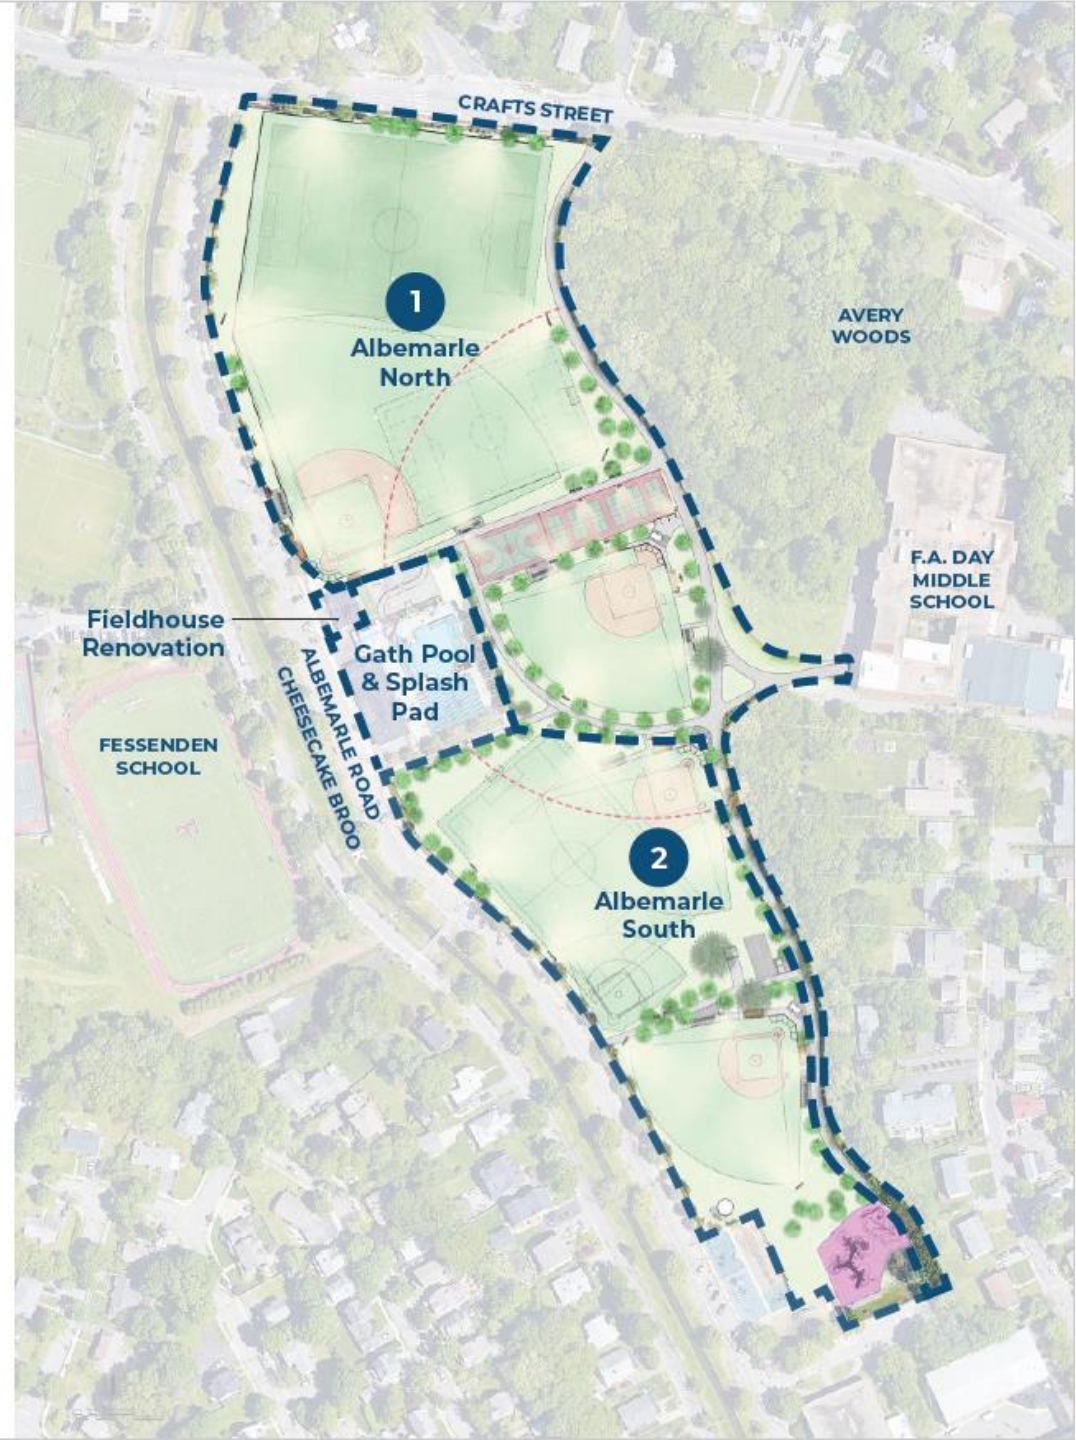 CRAFTS STREET
1
Albemarle
North
AVERY
WOODS
F.A. DAY
MIDDLE
SCHOOL
Fieldhouse
Renovation
Gath Pool
& Splash
Pad
ALBEMARLE ROAD
CHEESECAKE BROO
FESSENDEN
SCHOOL
2
Albemarle
South